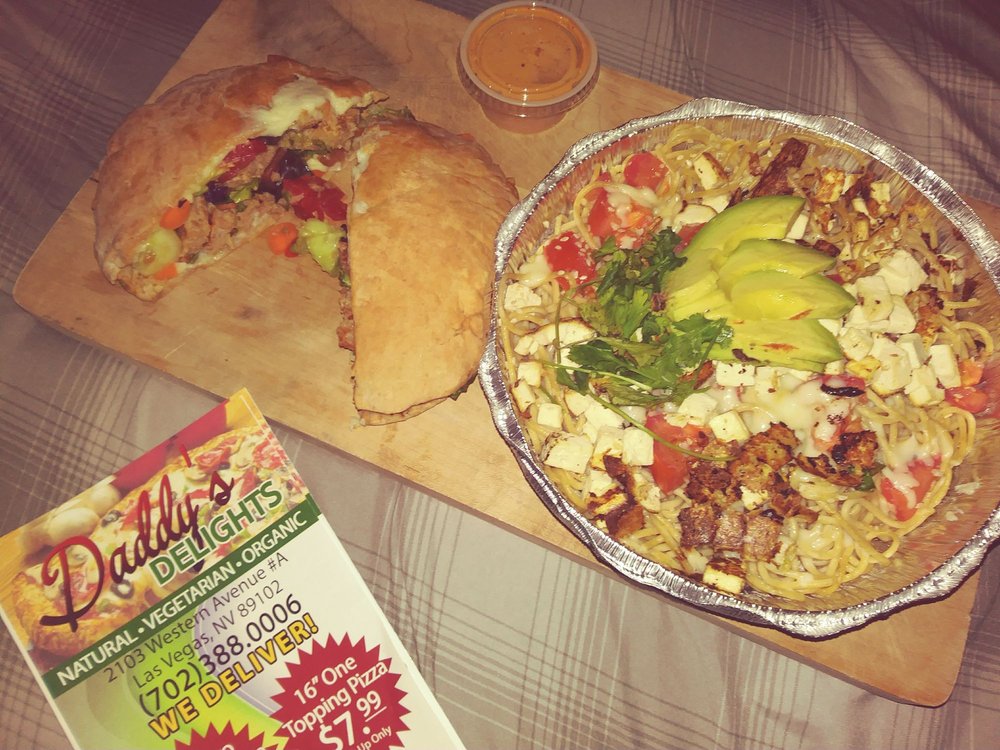 Daddy's
DELIGHTS
NATURAL • VEGETARIAN • ORGANIC
2103 Western Avenue #A
Las Vegas, NV 89102
(702) 388.0006
WE DELIVER!
16" One
Topping Pizza
$7.99
Up Only